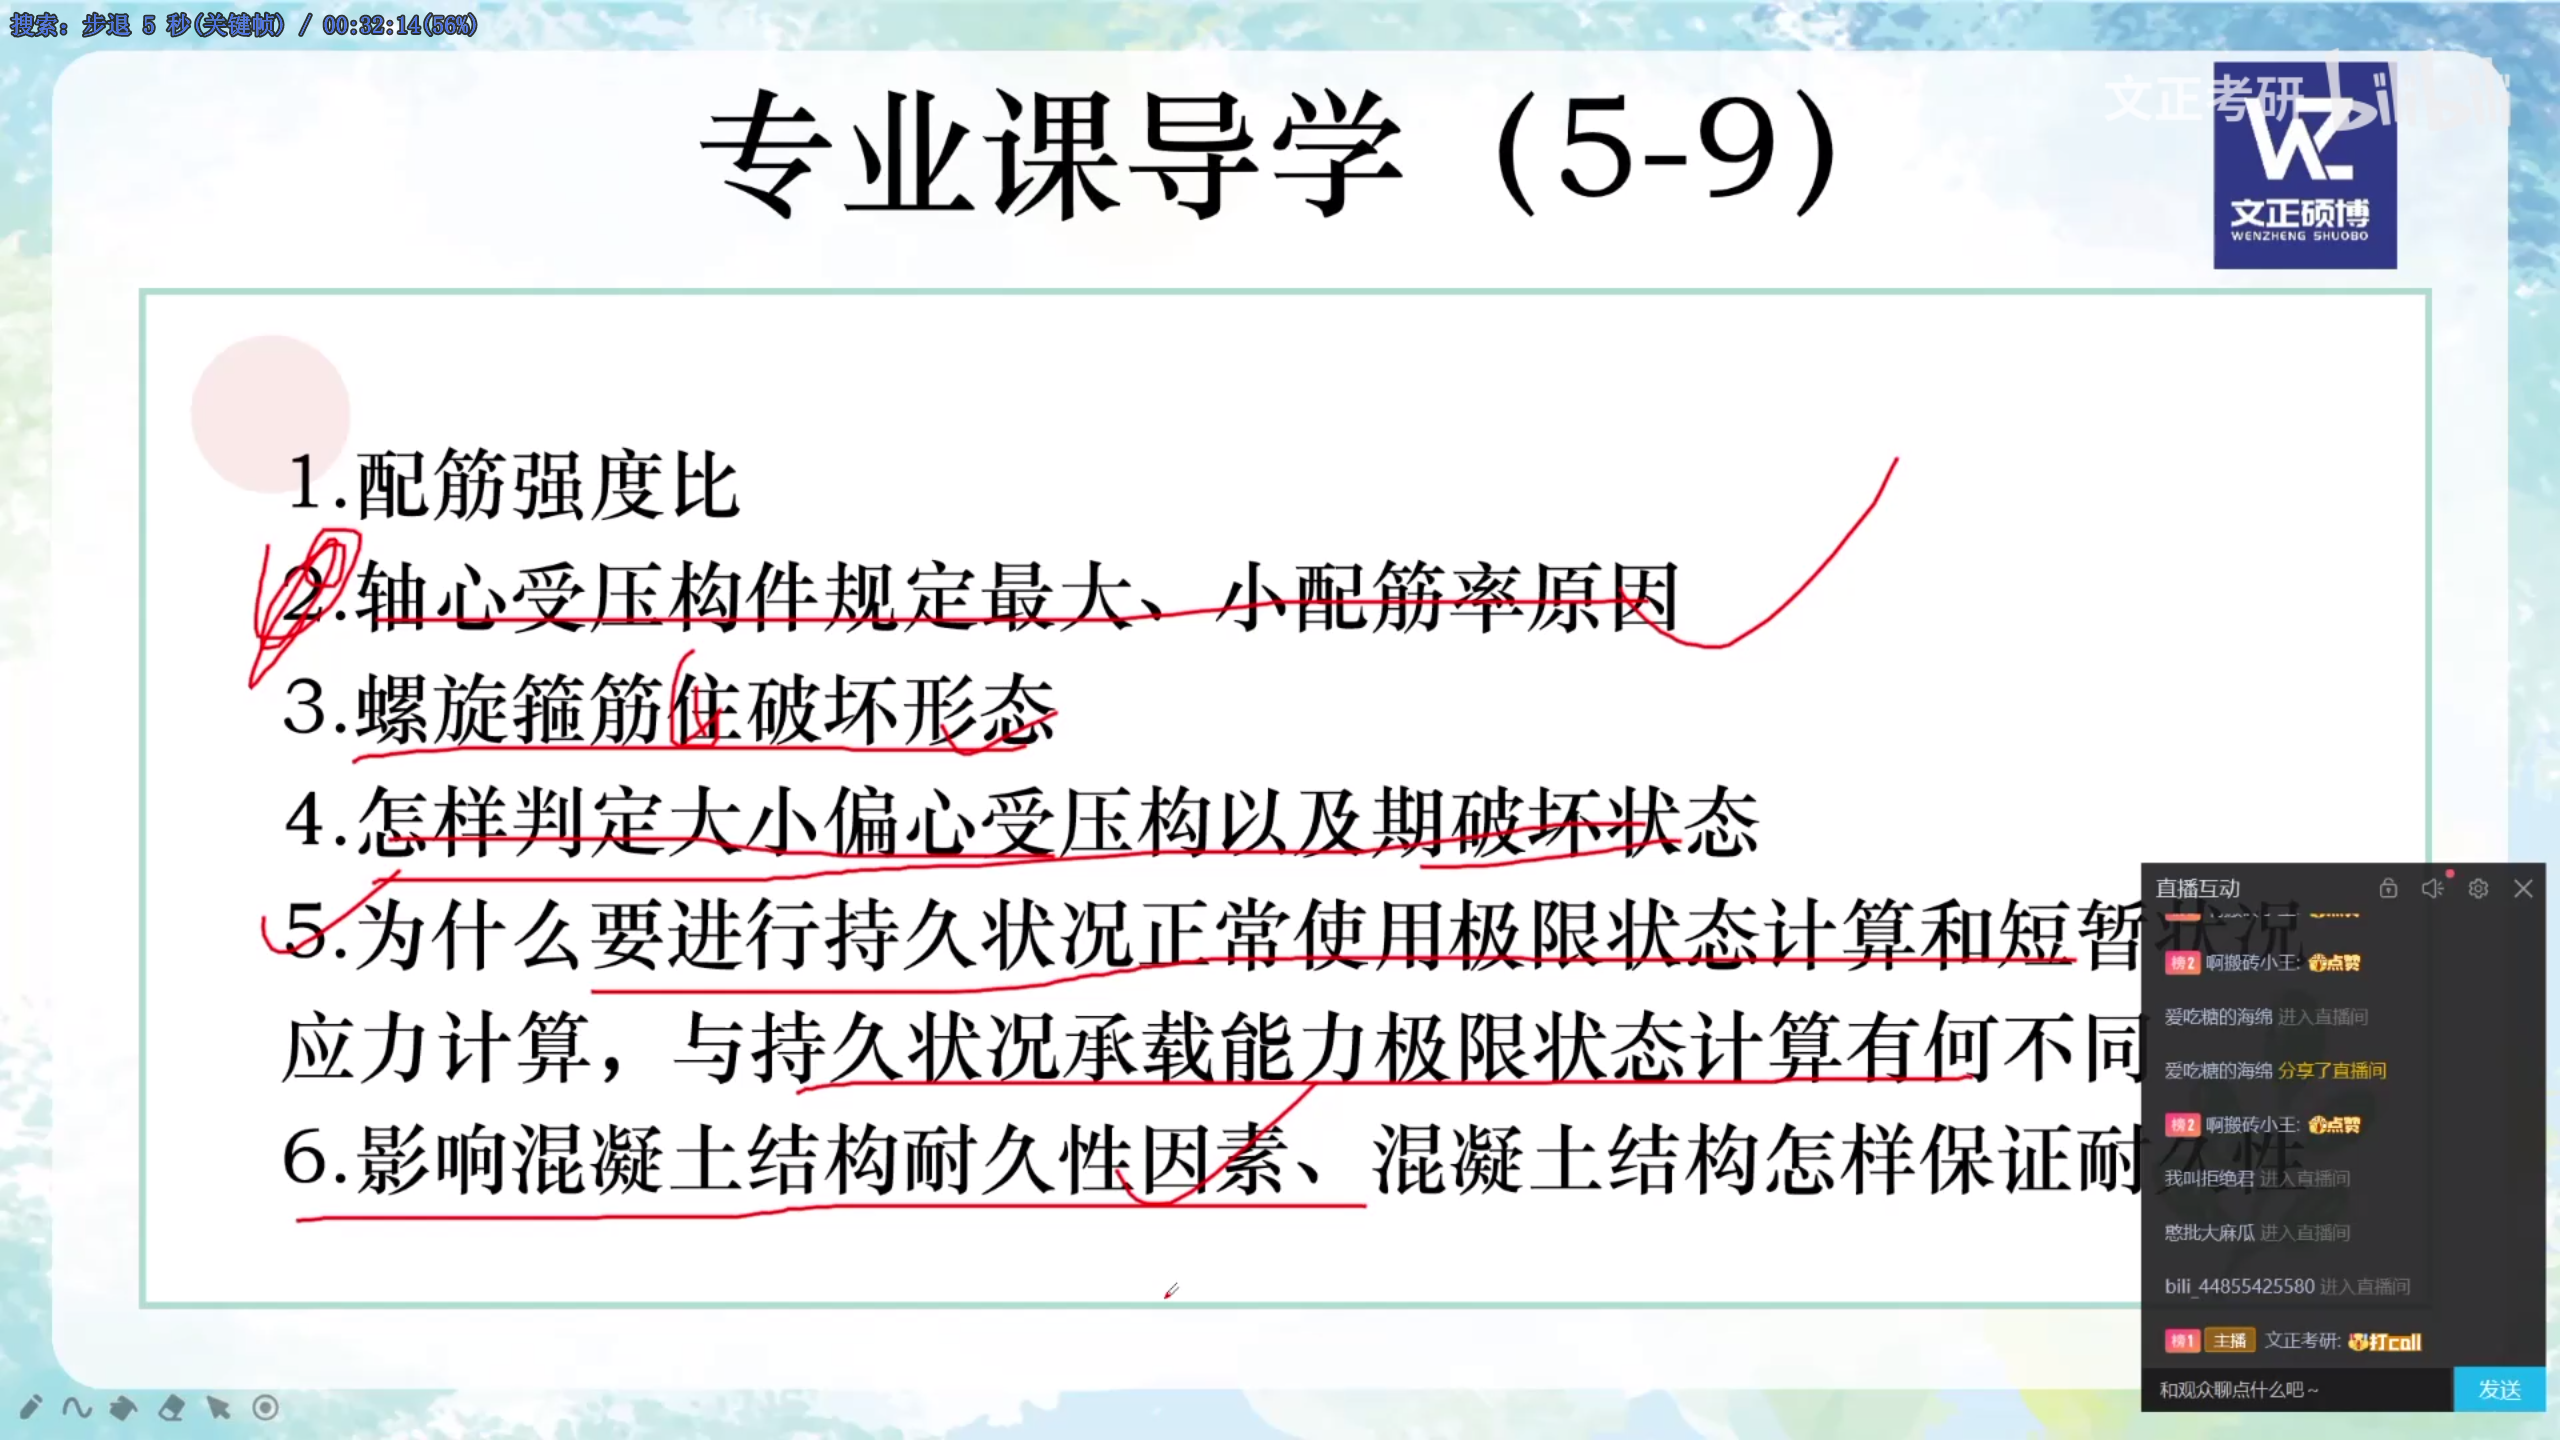 搜索: 步退 5 秒(关键帧) / 00:32:14(56%)
专业课导学（5-9）
文正考研 bilibili
WZ
文正硕博
WENZHENG SHUOBO
1.配筋强度比
2.轴心受压构件规定最大、小配筋率原因
3.螺旋箍筋住破坏形态
4.怎样判定大小偏心受压构以及期破坏状态
5.为什么要进行持久状况正常使用极限状态计算和短暂状况
应力计算，与持久状况承载能力极限状态计算有何不同
6.影响混凝土结构耐久性因素、混凝土结构怎样保证耐久性
直播互动
榜2 啊搬砖小王: 点赞
爱吃糖的海绵 进入直播间
爱吃糖的海绵 分享了直播间
榜2 啊搬砖小王: 点赞
我叫拒绝君 进入直播间
憨批大麻瓜 进入直播间
bili_44855425580 进入直播间
榜1 主播 文正考研: 打call
和观众聊点什么吧~
发送